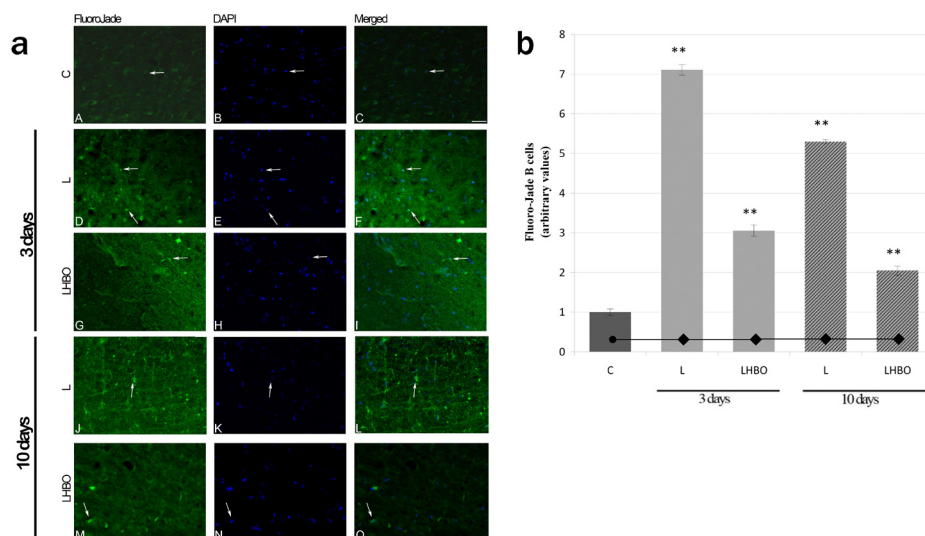 a
FluoroJade
DAPI
Merged
C
A
B
C
3 days
L
D
E
F
LHBO
G
H
I
10 days
L
J
K
L
LHBO
M
N
O
b
Fluoro-Jade B cells
(arbitrary values)
8
7
6
5
4
3
2
1
0
**
**
**
**
C
L
LHBO
L
LHBO
3 days
10 days